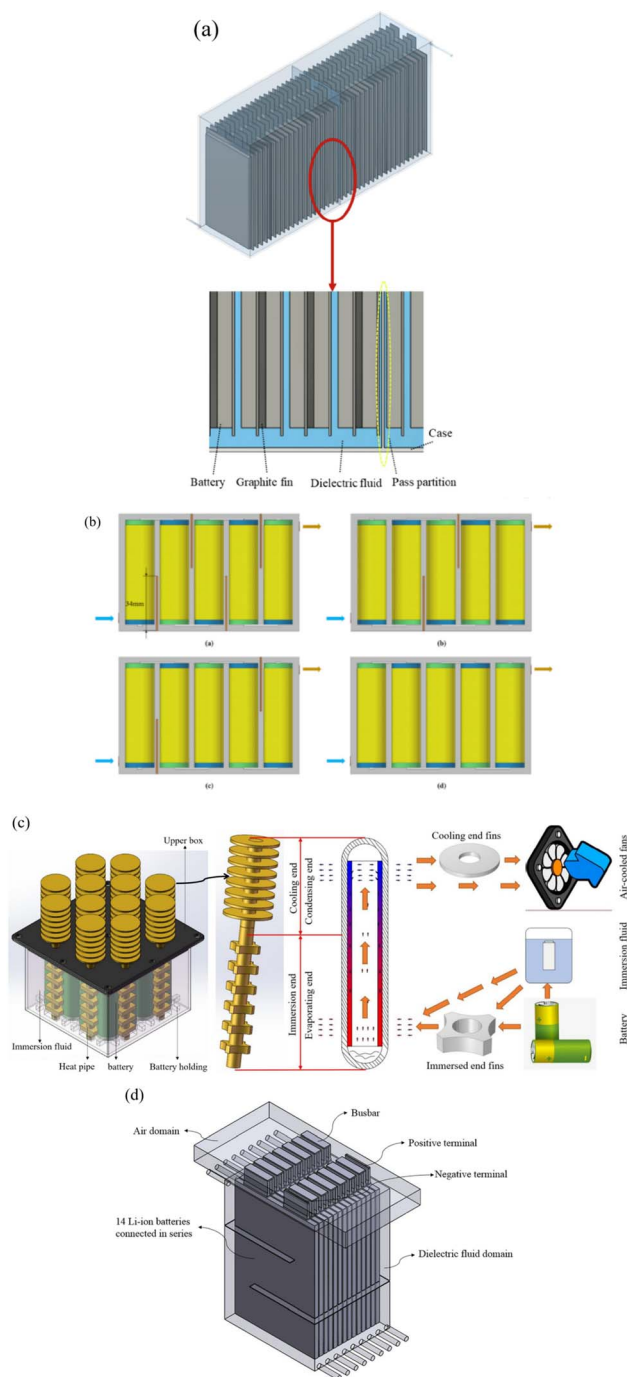 (a)
Case
Battery
Graphite fin
Dielectric fluid
Pass partition
(b)
34mm
(a)
(b)
(c)
(d)
(c)
Upper box
Cooling end
Condensing end
Cooling end fins
Air-cooled fans
Immersion end
Evaporating end
Immersion fluid
Immersion fluid
Heat pipe
battery
Battery holding
Immersed end fins
Battery
(d)
Busbar
Air domain
Positive terminal
Negative terminal
14 Li-ion batteries
connected in series
Dielectric fluid domain